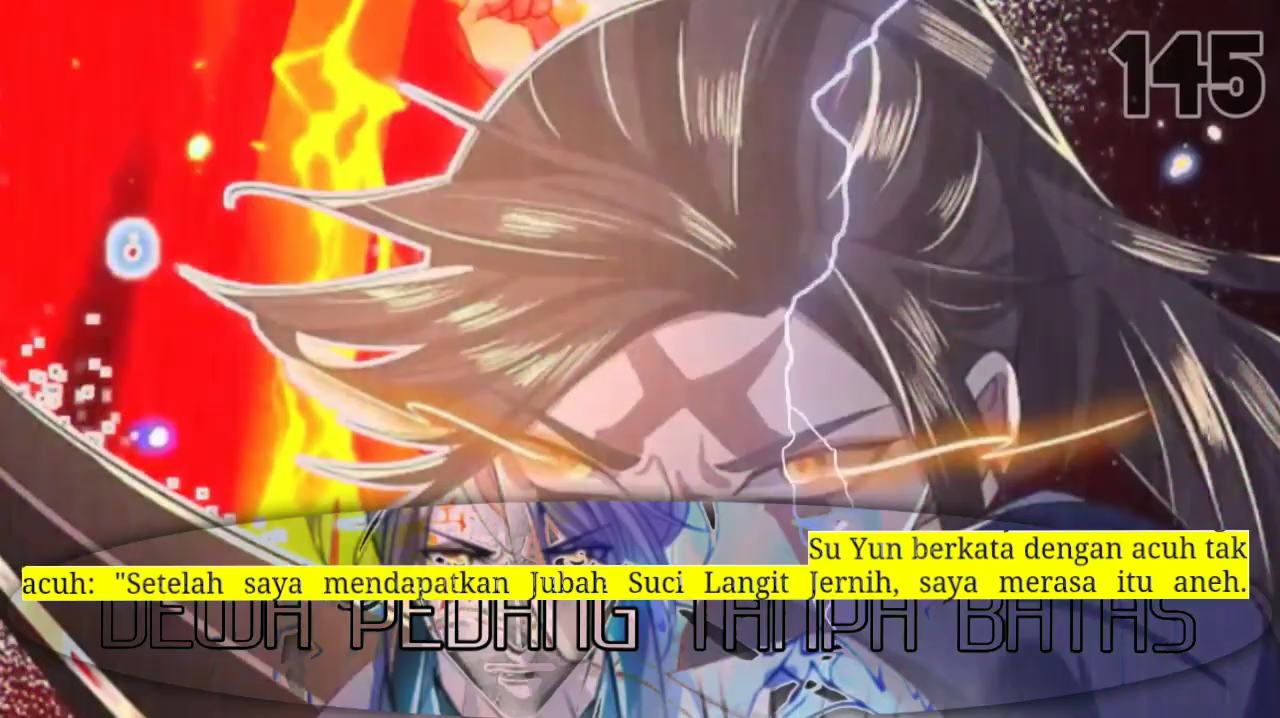 145
Su Yun berkata dengan acuh tak
acuh: "Setelah saya mendapatkan Jubah Suci Langit Jernih, saya merasa itu aneh.
DEWA PEDANG TANPA BATAS